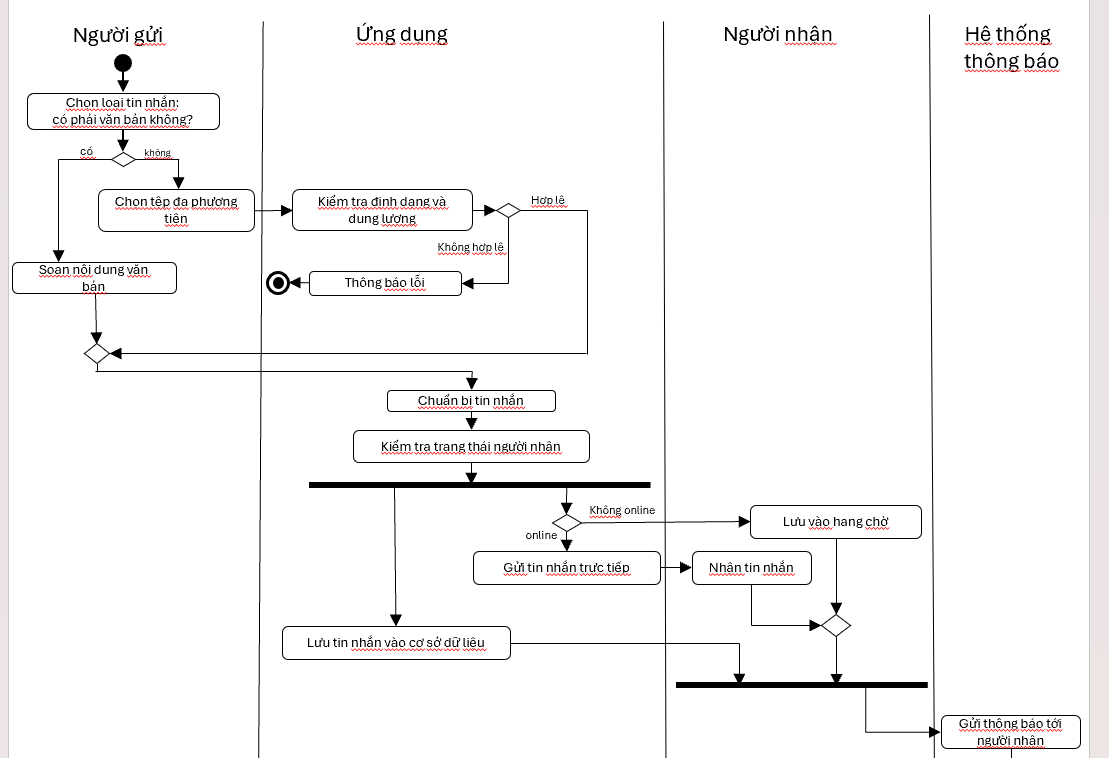 Người gửi
Ứng dụng
Người nhận
Hệ thống
thông báo
Chọn loại tin nhắn:
có phải văn bản không?
có
không
Chọn tệp đa phương
tiện
Kiểm tra định dạng và
dung lượng
Hợp lệ
Không hợp lệ
Soạn nội dung văn
bản
Thông báo lỗi
Chuẩn bị tin nhắn
Kiểm tra trạng thái người nhận
Không online
Lưu vào hang chờ
online
Gửi tin nhắn trực tiếp
Nhận tin nhắn
Lưu tin nhắn vào cơ sở dữ liệu
Gửi thông báo tới
người nhận